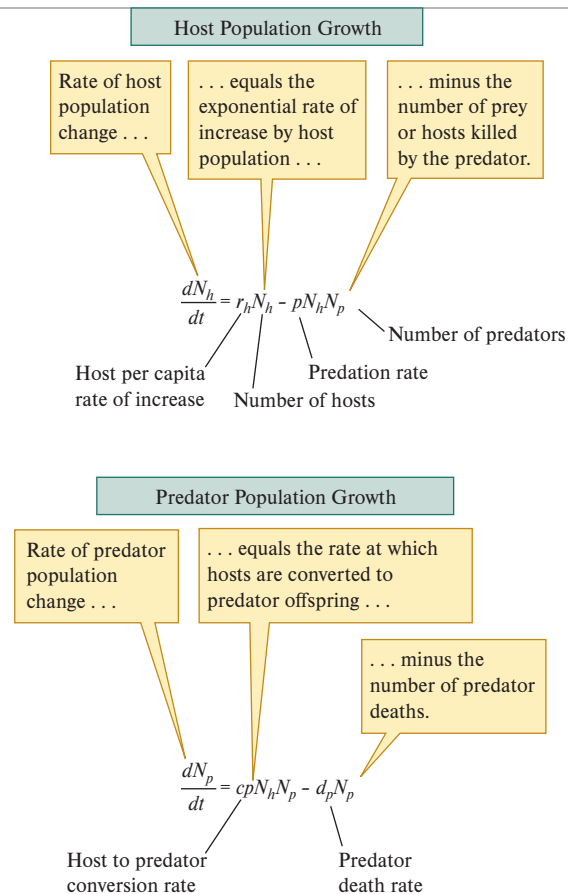 Host Population Growth
Rate of host
population
change . . .
. . . equals the
exponential rate of
increase by host
population . . .
. . . minus the
number of prey
or hosts killed
by the predator.
dN_h/dt = r_hN_h - pN_hN_p
Number of predators
Host per capita
rate of increase
Number of hosts
Predation rate
Predator Population Growth
Rate of predator
population
change . . .
. . . equals the rate at which
hosts are converted to
predator offspring . . .
. . . minus the
number of predator
deaths.
dN_p/dt = cpN_hN_p - d_pN_p
Host to predator
conversion rate
Predator
death rate